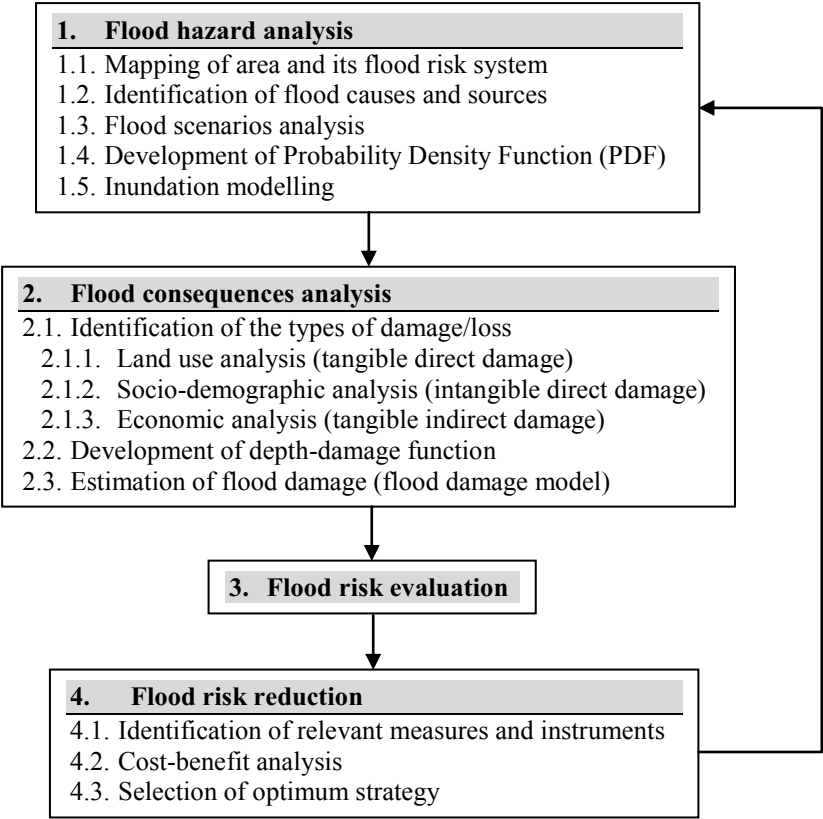 1. Flood hazard analysis
1.1. Mapping of area and its flood risk system
1.2. Identification of flood causes and sources
1.3. Flood scenarios analysis
1.4. Development of Probability Density Function (PDF)
1.5. Inundation modelling
2. Flood consequences analysis
2.1. Identification of the types of damage/loss
2.1.1. Land use analysis (tangible direct damage)
2.1.2. Socio-demographic analysis (intangible direct damage)
2.1.3. Economic analysis (tangible indirect damage)
2.2. Development of depth-damage function
2.3. Estimation of flood damage (flood damage model)
3. Flood risk evaluation
4. Flood risk reduction
4.1. Identification of relevant measures and instruments
4.2. Cost-benefit analysis
4.3. Selection of optimum strategy